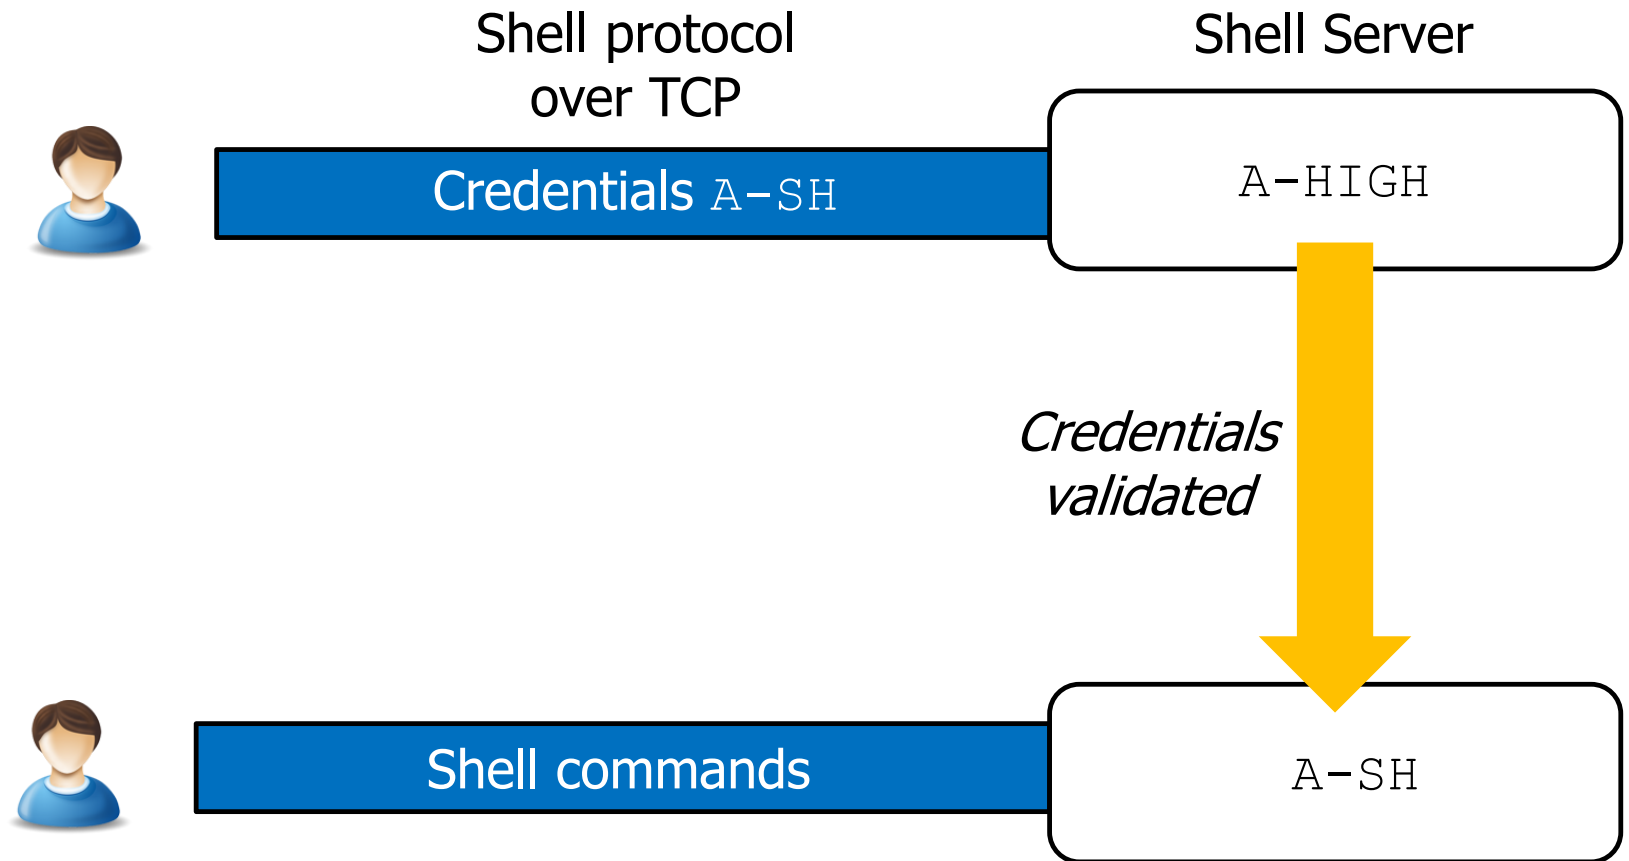 Shell protocol
over TCP
Shell Server
Credentials A-SH
A-HIGH
Credentials
validated
Shell commands
A-SH